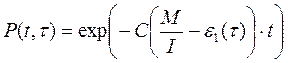 P(t, τ) = exp(−C(M/I − ε₁(τ))·t)